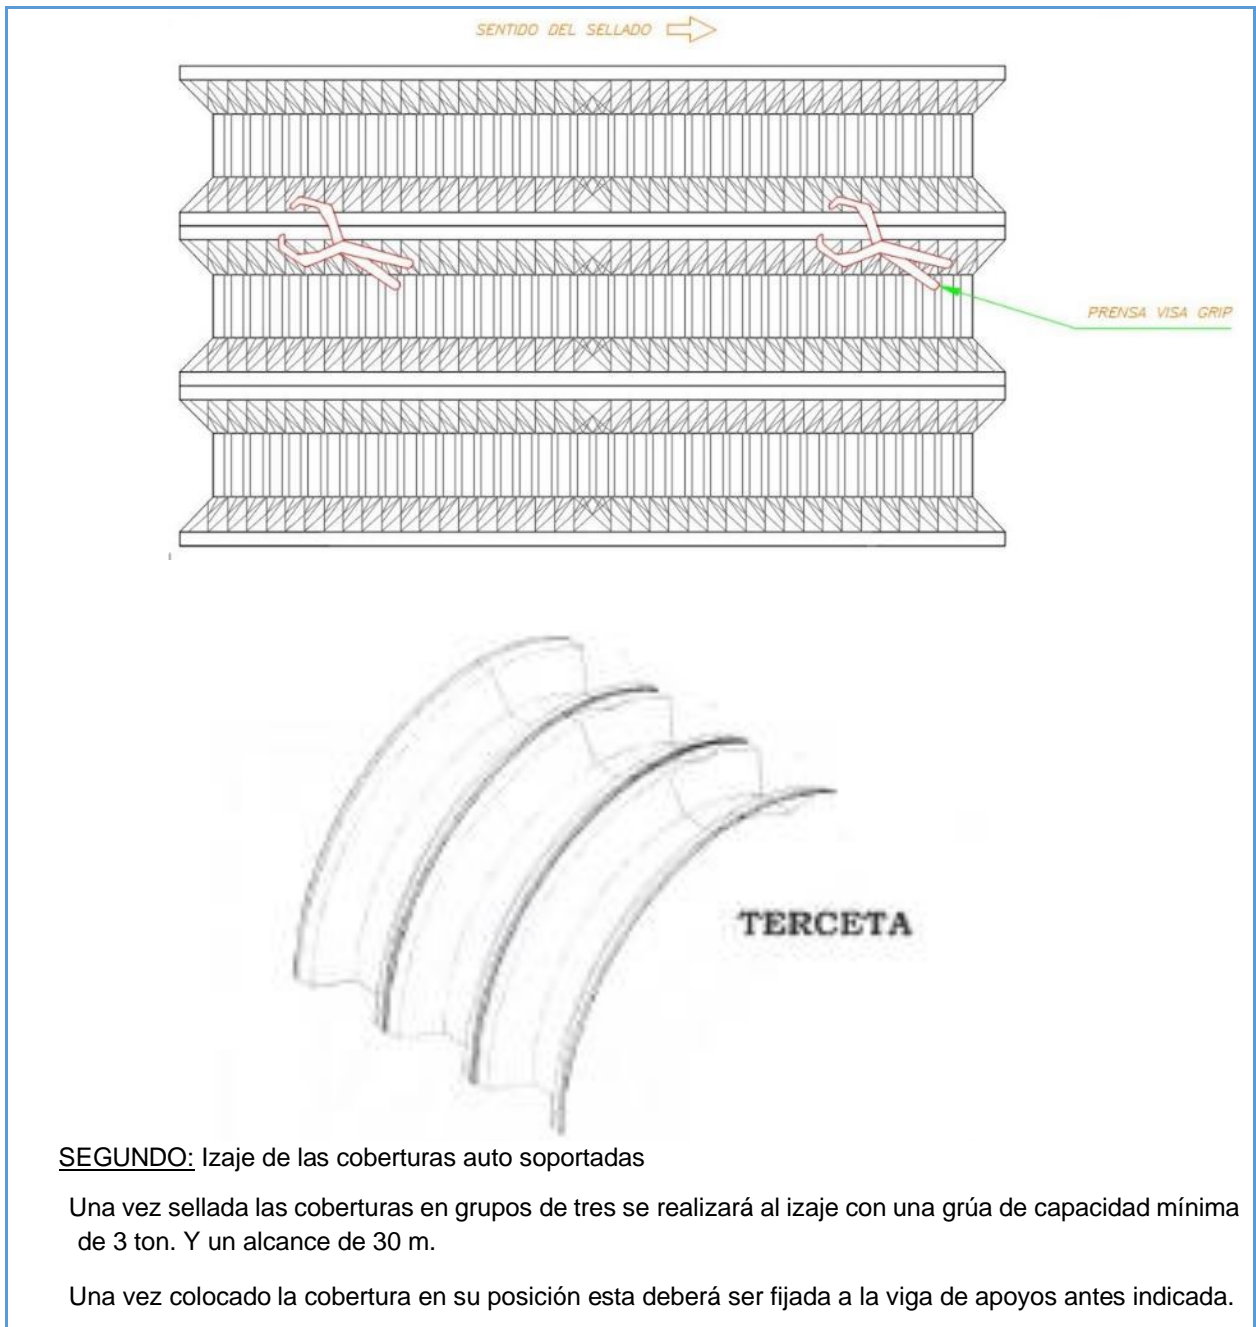 SENTIDO DEL SELLADO
PRENSA VISA GRIP
TERCETA
SEGUNDO: Izaje de las coberturas auto soportadas
Una vez sellada las coberturas en grupos de tres se realizará al izaje con una grúa de capacidad mínima
de 3 ton. Y un alcance de 30 m.
Una vez colocado la cobertura en su posición esta deberá ser fijada a la viga de apoyos antes indicada.